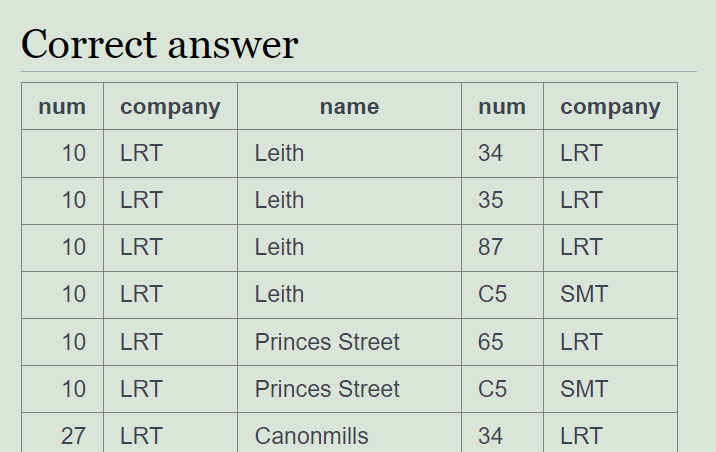 Correct answer
num company name num company
10 LRT Leith 34 LRT
10 LRT Leith 35 LRT
10 LRT Leith 87 LRT
10 LRT Leith C5 SMT
10 LRT Princes Street 65 LRT
10 LRT Princes Street C5 SMT
27 LRT Canonmills 34 LRT